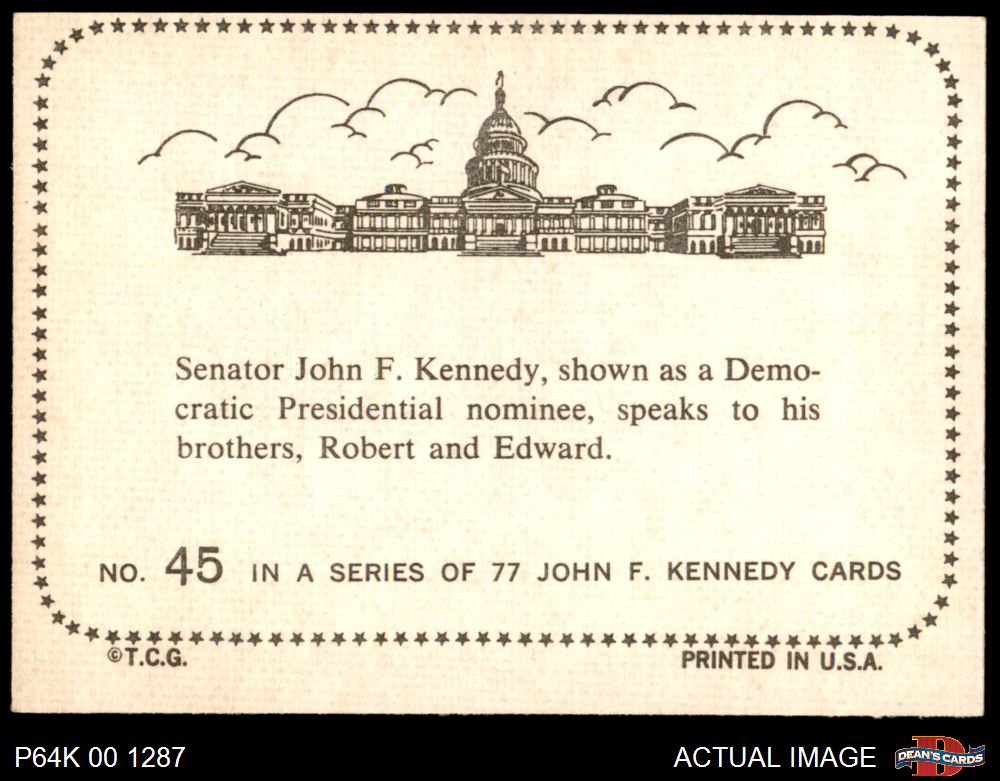 Senator John F. Kennedy, shown as a Demo-
cratic Presidential nominee, speaks to his
brothers, Robert and Edward.
NO. 45 IN A SERIES OF 77 JOHN F. KENNEDY CARDS
©T.C.G. PRINTED IN U.S.A.
P64K 00 1287 ACTUAL IMAGE D DEAN'S CARDS